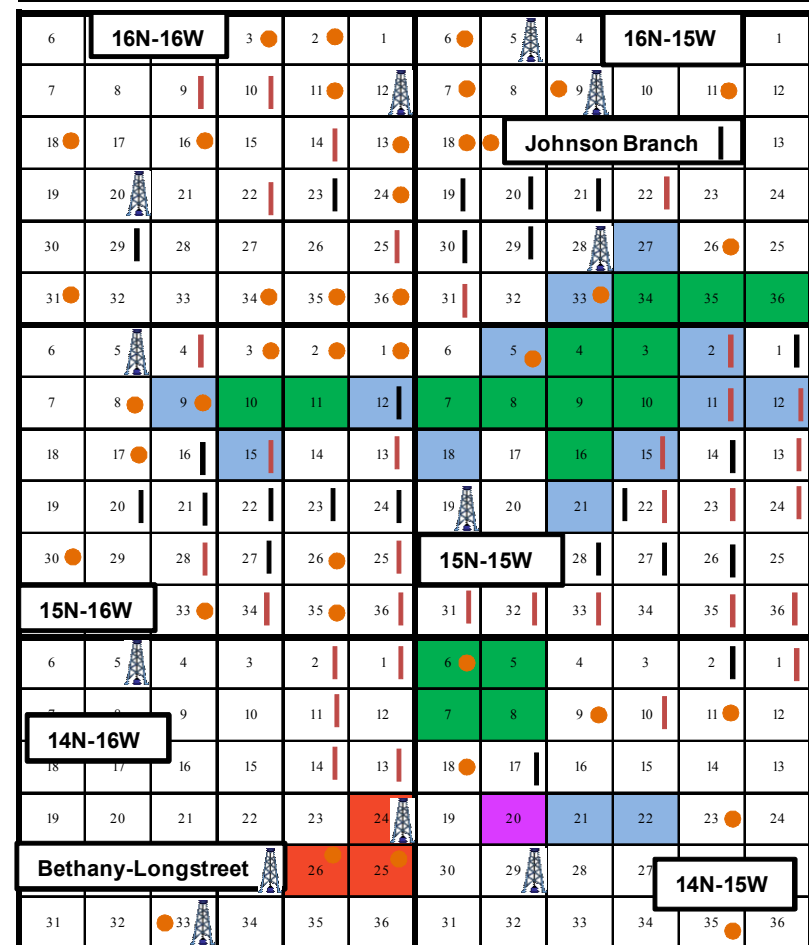 6 16N-16W 3 2 1 6 5 4 16N-15W 1
7 8 9 10 11 12 7 8 9 10 11 12
18 17 16 15 14 13 18 Johnson Branch 13
19 20 21 22 23 24 19 20 21 22 23 24
30 29 28 27 26 25 30 29 28 27 26 25
31 32 33 34 35 36 31 32 33 34 35 36
6 5 4 3 2 1 6 5 4 3 2 1
7 8 9 10 11 12 7 8 9 10 11 12
18 17 16 15 14 13 18 17 16 15 14 13
19 20 21 22 23 24 19 20 21 22 23 24
30 29 28 27 26 25 15N-15W 28 27 26 25
15N-16W 33 34 35 36 31 32 33 34 35 36
6 5 4 3 2 1 6 5 4 3 2 1
9 10 11 12 7 8 9 10 11 12
14N-16W
18 17 16 15 14 13 18 17 16 15 14 13
19 20 21 22 23 24 19 20 21 22 23 24
Bethany-Longstreet 26 25 30 29 28 27 14N-15W
31 32 33 34 35 36 31 32 33 34 35 36